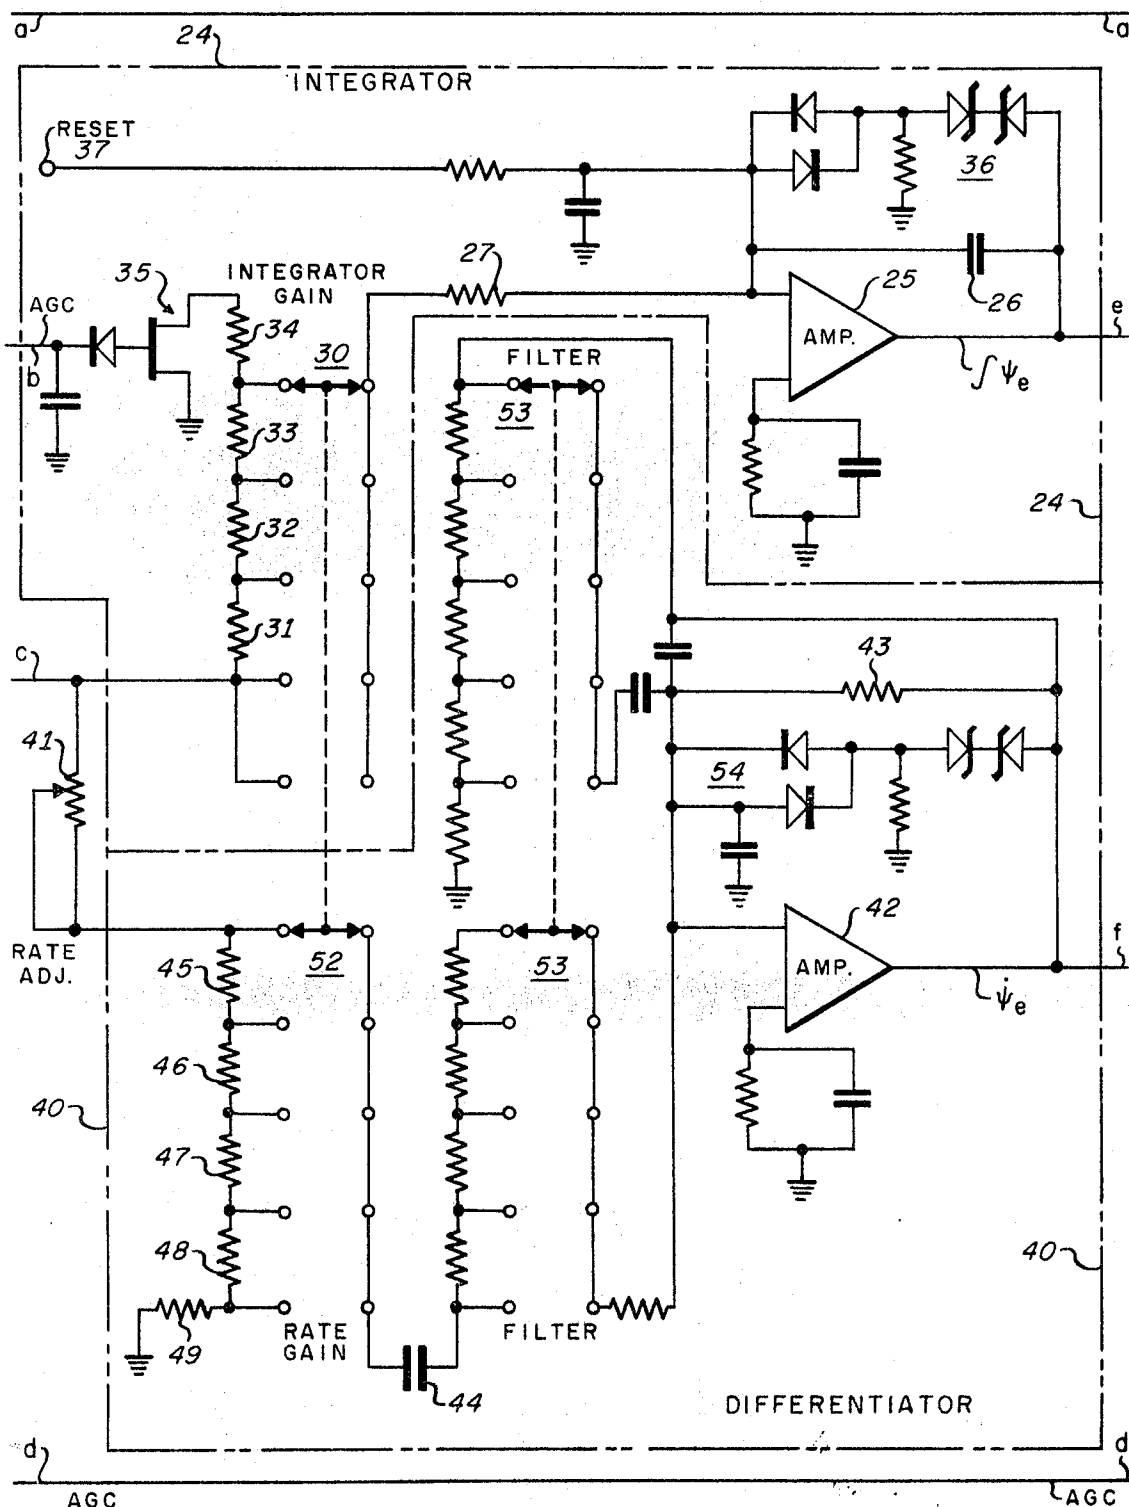 a
a
24
INTEGRATOR
RESET
37
36
35
INTEGRATOR
GAIN
27
25
26
AGC
b
34
30
FILTER
AMP.
e
∫ψe
53
33
32
24
31
c
43
41
54
42
f
RATE
ADJ.
45
52
53
AMP.
ψ̇e
46
40
47
48
40
49
RATE
GAIN
FILTER
44
DIFFERENTIATOR
d
d
AGC
AGC